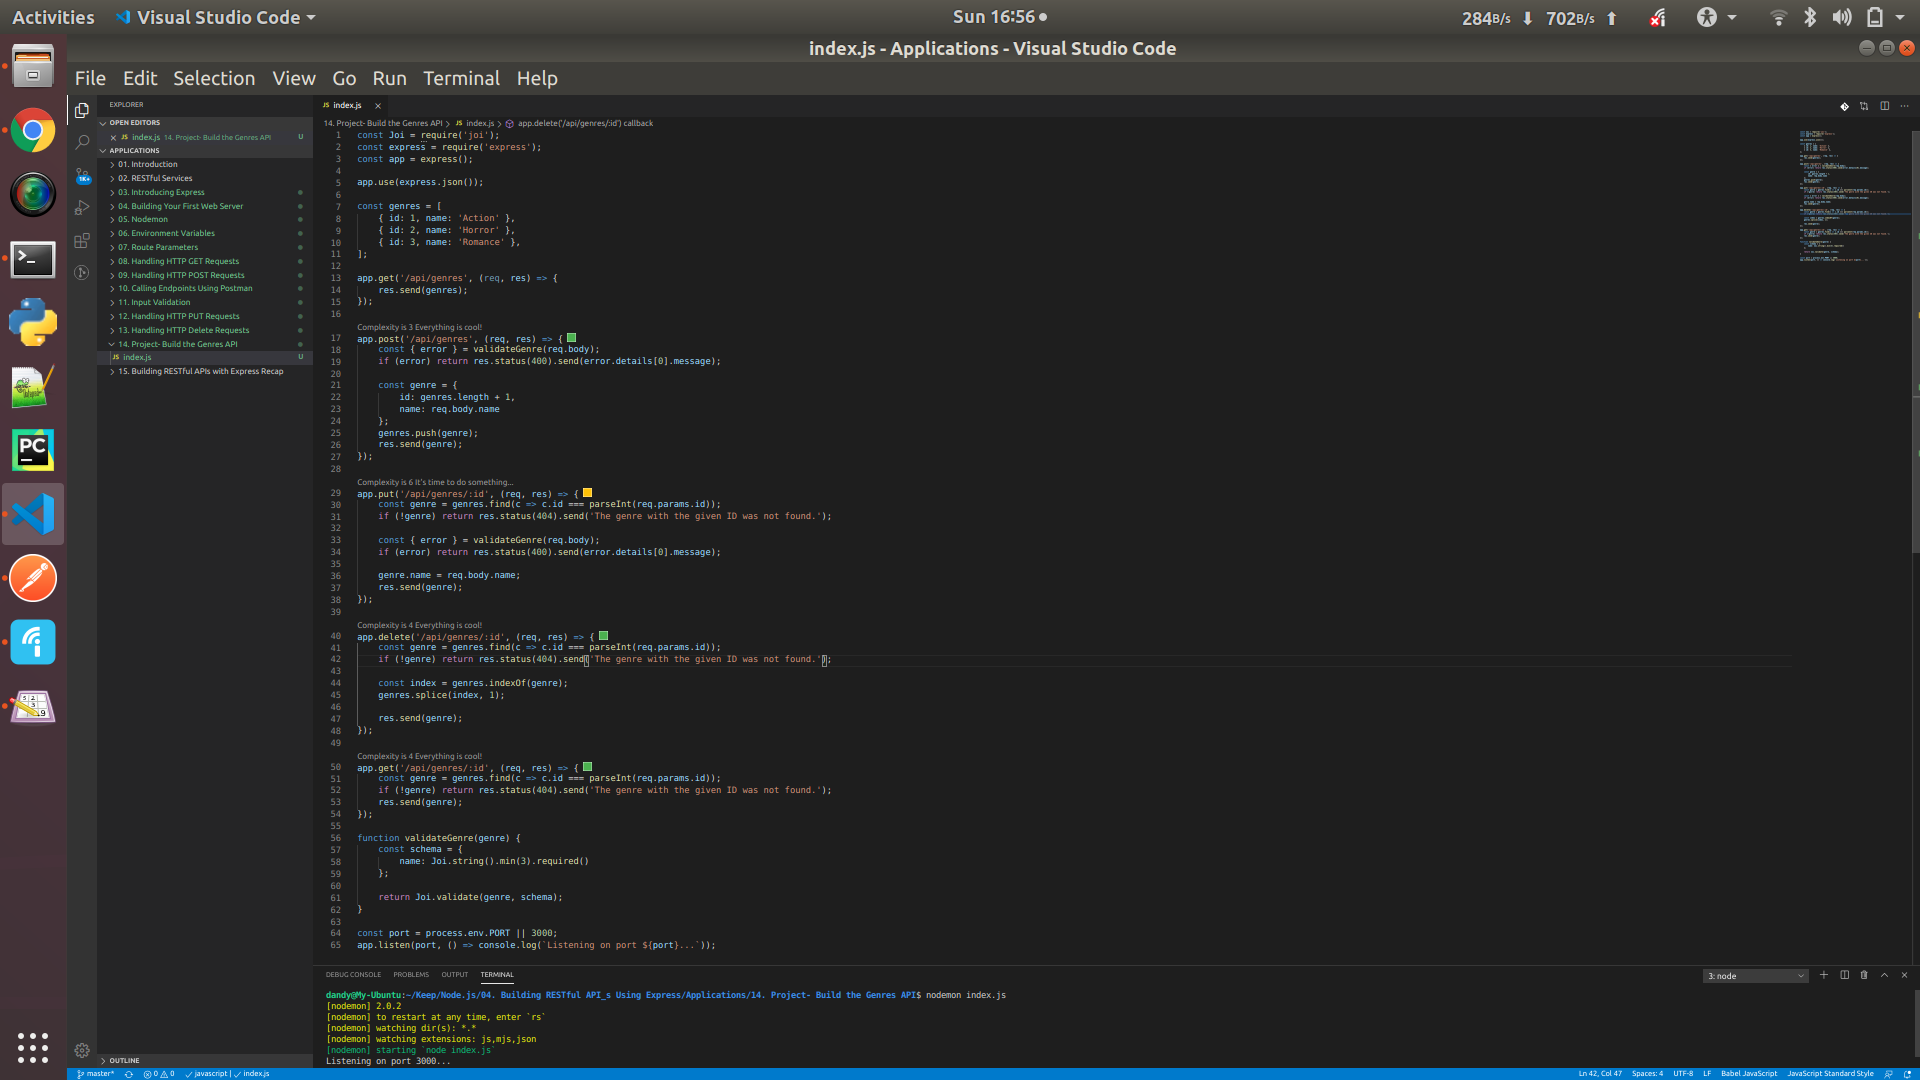 Activities Visual Studio Code Sun 16:56 284B/s 702B/s
index.js - Applications - Visual Studio Code
File Edit Selection View Go Run Terminal Help
EXPLORER
OPEN EDITORS
index.js 14. Project- Build the Genres API U
APPLICATIONS
01. Introduction
02. RESTful Services
03. Introducing Express
04. Building Your First Web Server
05. Nodemon
06. Environment Variables
07. Route Parameters
08. Handling HTTP GET Requests
09. Handling HTTP POST Requests
10. Calling Endpoints Using Postman
11. Input Validation
12. Handling HTTP PUT Requests
13. Handling HTTP Delete Requests
14. Project- Build the Genres API
JS index.js U
15. Building RESTful APIs with Express Recap
OUTLINE
JS index.js
14. Project- Build the Genres API > JS index.js > app.delete('/api/genres/:id') callback
1 const Joi = require('joi');
2 const express = require('express');
3 const app = express();
4
5 app.use(express.json());
6
7 const genres = [
8 { id: 1, name: 'Action' },
9 { id: 2, name: 'Horror' },
10 { id: 3, name: 'Romance' },
11 ];
12
13 app.get('/api/genres', (req, res) => {
14 res.send(genres);
15 });
16
Complexity is 3 Everything is cool!
17 app.post('/api/genres', (req, res) => {
18 const { error } = validateGenre(req.body);
19 if (error) return res.status(400).send(error.details[0].message);
20
21 const genre = {
22 id: genres.length + 1,
23 name: req.body.name
24 };
25 genres.push(genre);
26 res.send(genre);
27 });
28
Complexity is 6 It's time to do something...
29 app.put('/api/genres/:id', (req, res) => {
30 const genre = genres.find(c => c.id === parseInt(req.params.id));
31 if (!genre) return res.status(404).send('The genre with the given ID was not found.');
32
33 const { error } = validateGenre(req.body);
34 if (error) return res.status(400).send(error.details[0].message);
35
36 genre.name = req.body.name;
37 res.send(genre);
38 });
39
Complexity is 4 Everything is cool!
40 app.delete('/api/genres/:id', (req, res) => {
41 const genre = genres.find(c => c.id === parseInt(req.params.id));
42 if (!genre) return res.status(404).send('The genre with the given ID was not found.');
43
44 const index = genres.indexOf(genre);
45 genres.splice(index, 1);
46
47 res.send(genre);
48 });
49
Complexity is 4 Everything is cool!
50 app.get('/api/genres/:id', (req, res) => {
51 const genre = genres.find(c => c.id === parseInt(req.params.id));
52 if (!genre) return res.status(404).send('The genre with the given ID was not found.');
53 res.send(genre);
54 });
55
56 function validateGenre(genre) {
57 const schema = {
58 name: Joi.string().min(3).required()
59 };
60
61 return Joi.validate(genre, schema);
62 }
63
64 const port = process.env.PORT || 3000;
65 app.listen(port, () => console.log(`Listening on port ${port}...`));
DEBUG CONSOLE PROBLEMS OUTPUT TERMINAL 3: node
dandy@My-Ubuntu:~/Keep/Node.js/04. Building RESTful API_s Using Express/Applications/14. Project- Build the Genres API$ nodemon index.js
[nodemon] 2.0.2
[nodemon] to restart at any time, enter `rs`
[nodemon] watching dir(s): *.*
[nodemon] watching extensions: js,mjs,json
[nodemon] starting `node index.js`
Listening on port 3000...
master* 0 0 javascript | index.js Ln 42, Col 47 Spaces: 4 UTF-8 LF Babel JavaScript JavaScript Standard Style